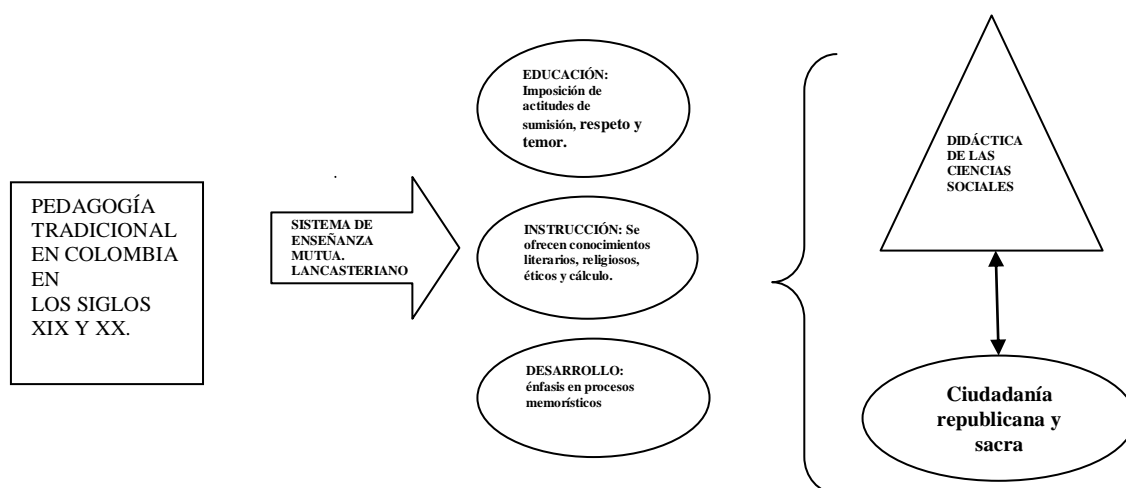 PEDAGOGÍA
TRADICIONAL
EN COLOMBIA
EN
LOS SIGLOS
XIX Y XX.
SISTEMA DE
ENSEÑANZA
MUTUA.
LANCASTERIANO
EDUCACIÓN:
Imposición de
actitudes de
sumisión, respeto y
temor.
INSTRUCCIÓN: Se
ofrecen conocimientos
literarios, religiosos,
éticos y cálculo.
DESARROLLO:
énfasis en procesos
memorísticos
DIDÁCTICA
DE LAS
CIENCIAS
SOCIALES
Ciudadanía
republicana y
sacra